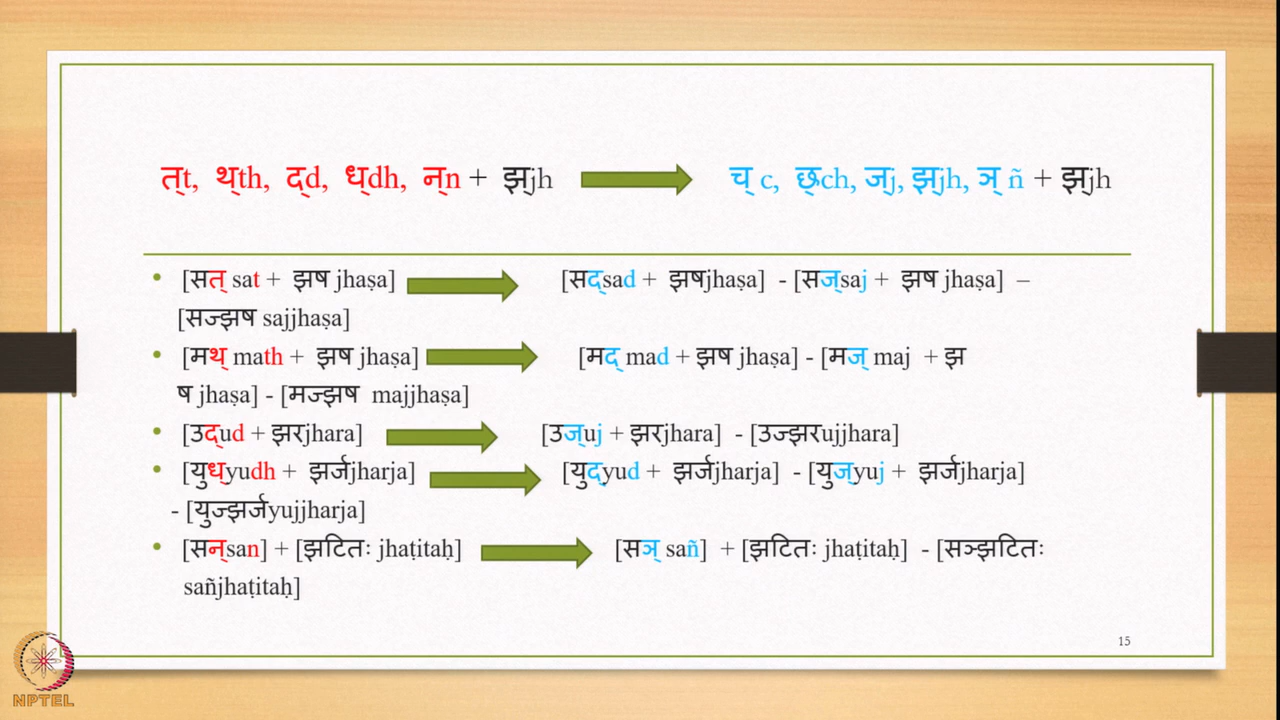 त्t, थ्th, द्d, ध्dh, न्n + झ्jh च् c, छ्ch, ज्j, झ्jh, ञ् ñ + झ्jh
• [सत् sat + झष jhaṣa] [सद्sad + झषjhaṣa] - [सज्saj + झष jhaṣa] –
[सज्झष sajjhaṣa]
• [मथ् math + झष jhaṣa] [मद् mad + झष jhaṣa] - [मज् maj + झ
ष jhaṣa] - [मज्झष majjhaṣa]
• [उद्ud + झरjhara] [उज्uj + झरjhara] - [उज्झरujjhara]
• [युध्yudh + झर्जjharja] [युद्yud + झर्जjharja] - [युज्yuj + झर्जjharja]
- [युज्झर्जyujjharja]
• [सन्san] + [झटितः jhaṭitaḥ] [सञ् sañ] + [झटितः jhaṭitaḥ] - [सञ्झटितः
sañjhaṭitaḥ]
15
NPTEL